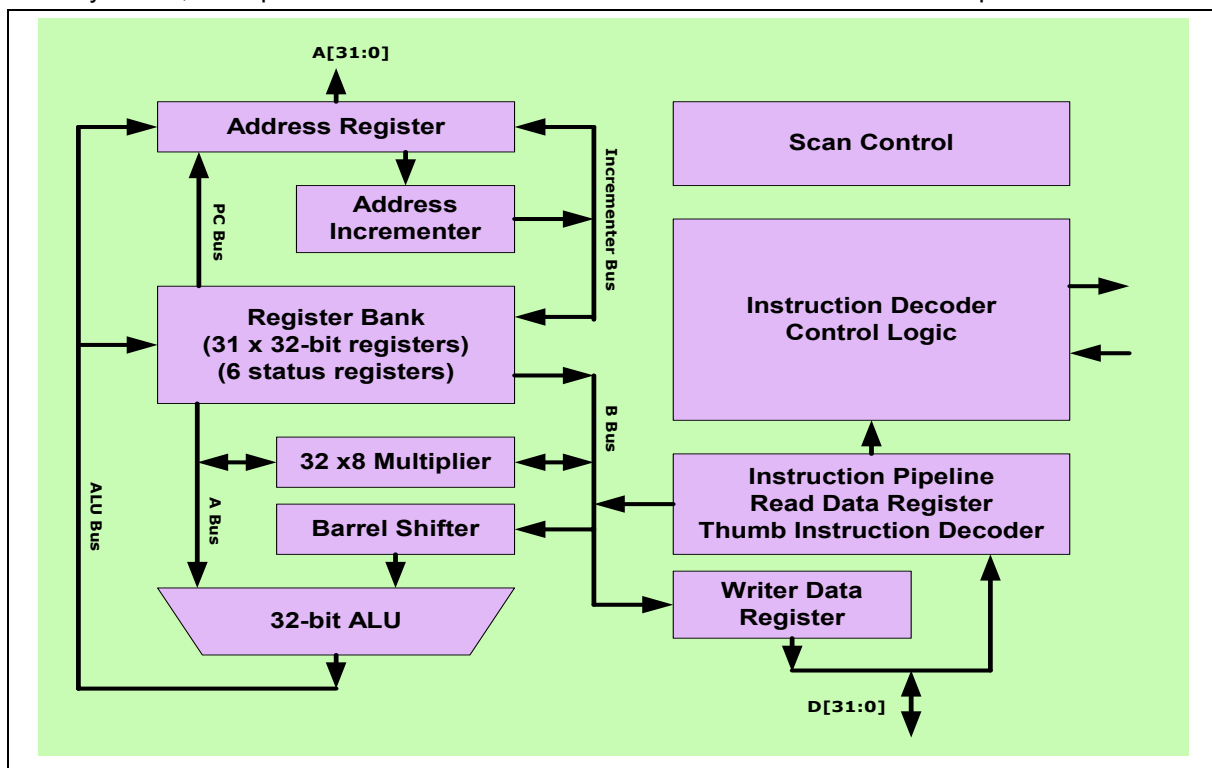 A[31:0]
Address Register
Scan Control
Address
Incrementer
PC Bus
Incrementer Bus
Register Bank
(31 x 32-bit registers)
(6 status registers)
Instruction Decoder
Control Logic
B Bus
32 x8 Multiplier
Instruction Pipeline
Read Data Register
Thumb Instruction Decoder
ALU Bus
A Bus
Barrel Shifter
Writer Data
Register
32-bit ALU
D[31:0]